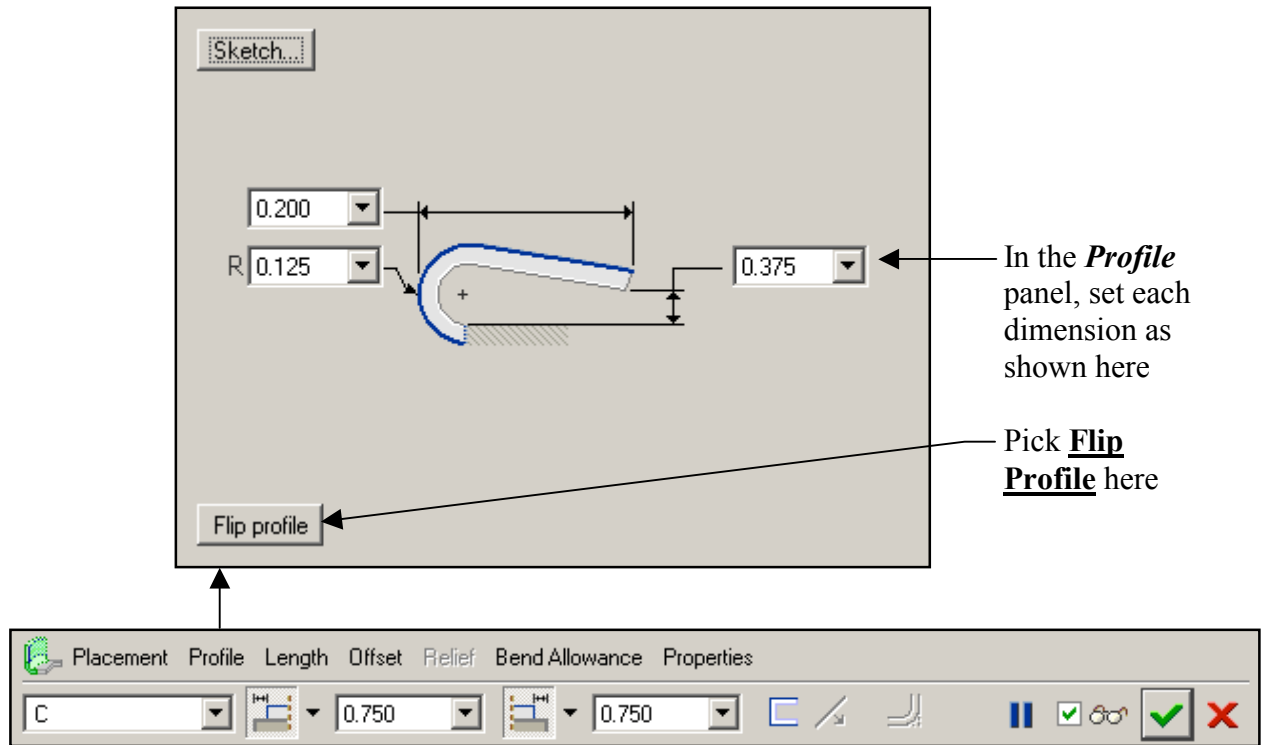 Sketch...
0.200
R 0.125
0.375
In the Profile
panel, set each
dimension as
shown here
Pick Flip
Profile here
Flip profile
Placement Profile Length Offset Relief Bend Allowance Properties
C 0.750 0.750